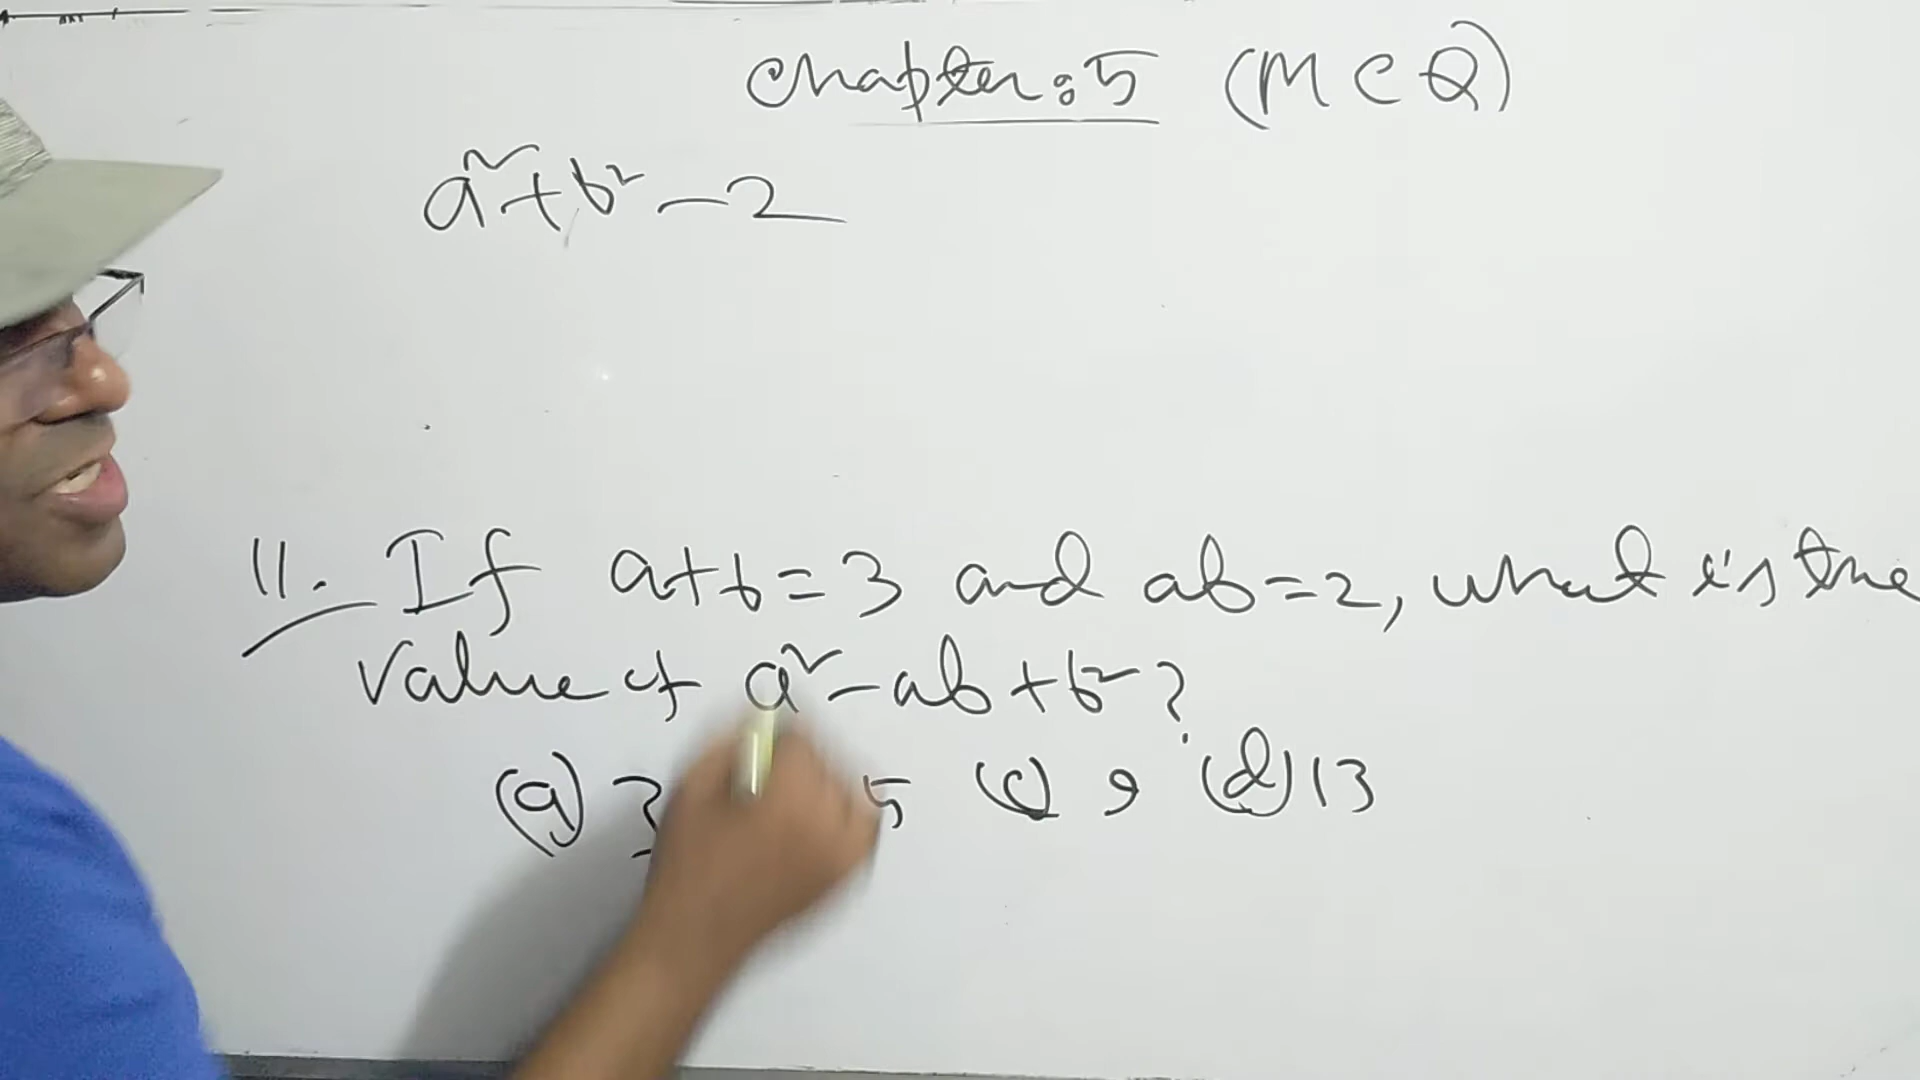 Chapter: 5 (MCQ)
a²+b²-2
11. If a+b=3 and ab=2, what is the
value of a²-ab+b²?
(a) 3 5 (c) 9 (d) 13